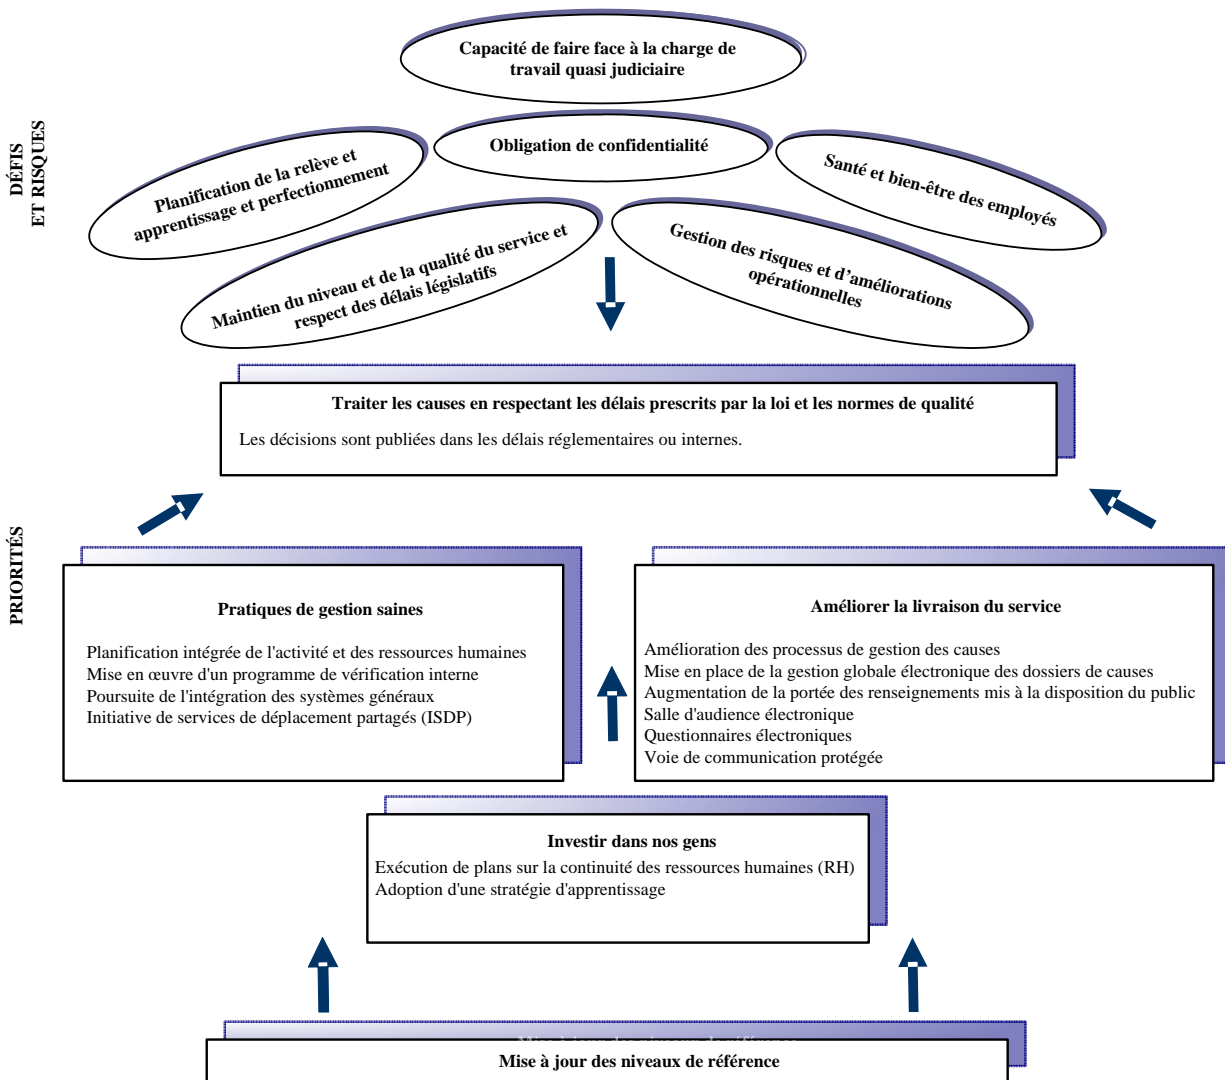 Capacité de faire face à la charge de
travail quasi judiciaire
DÉFIS
ET RISQUES
Obligation de confidentialité
Planification de la relève et
apprentissage et perfectionnement
Santé et bien-être des employés
Maintien du niveau et de la qualité du service et
respect des délais législatifs
Gestion des risques et d’améliorations
opérationnelles
Traiter les causes en respectant les délais prescrits par la loi et les normes de qualité
Les décisions sont publiées dans les délais réglementaires ou internes.
PRIORITÉS
Pratiques de gestion saines
Planification intégrée de l'activité et des ressources humaines
Mise en œuvre d'un programme de vérification interne
Poursuite de l'intégration des systèmes généraux
Initiative de services de déplacement partagés (ISDP)
Améliorer la livraison du service
Amélioration des processus de gestion des causes
Mise en place de la gestion globale électronique des dossiers de causes
Augmentation de la portée des renseignements mis à la disposition du public
Salle d'audience électronique
Questionnaires électroniques
Voie de communication protégée
Investir dans nos gens
Exécution de plans sur la continuité des ressources humaines (RH)
Adoption d'une stratégie d'apprentissage
Mise à jour des niveaux de référence
Mise à jour des niveaux de référence